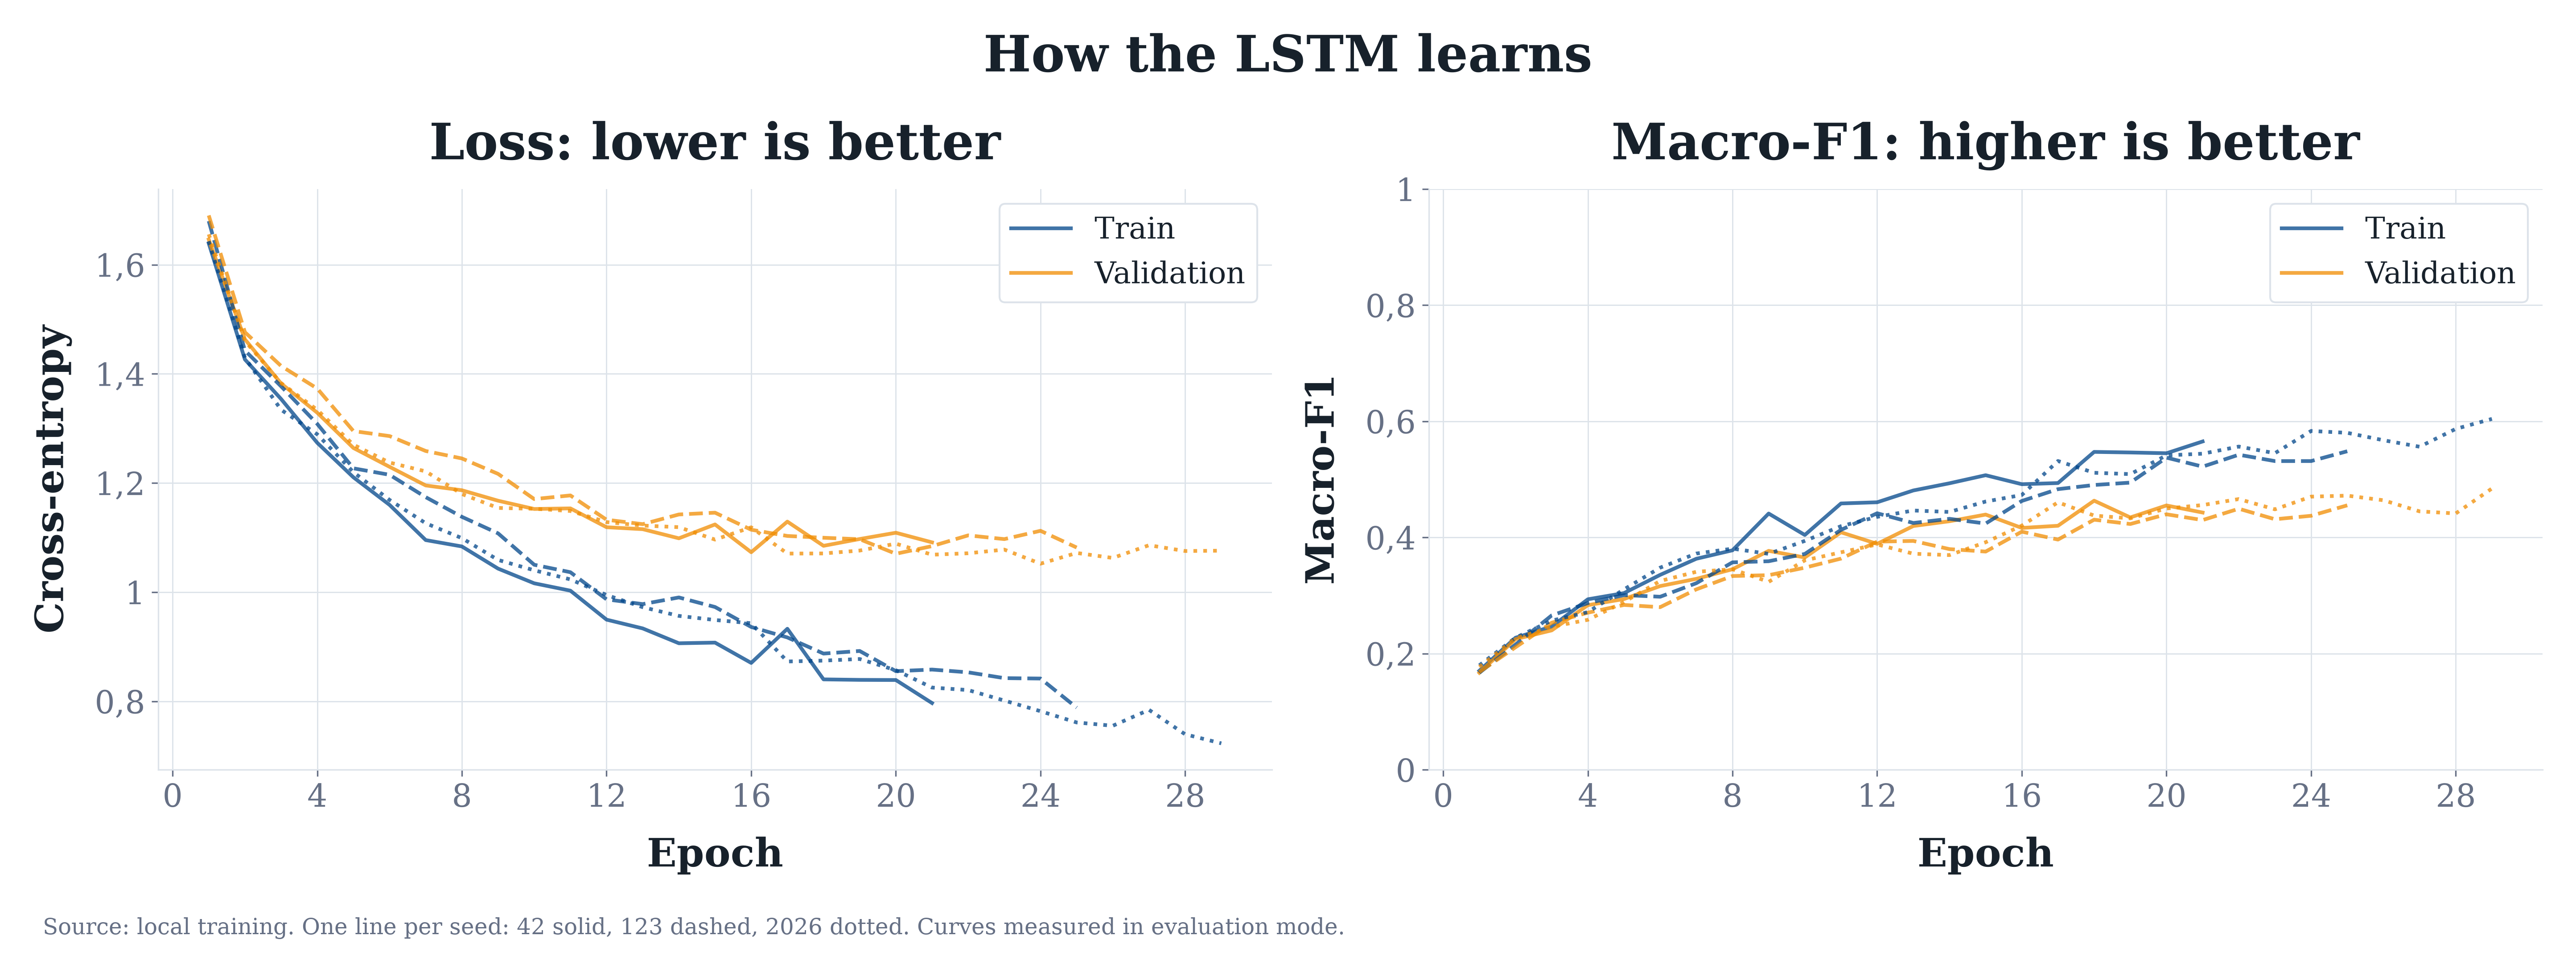 How the LSTM learns
Loss: lower is better
Cross-entropy
1,6
1,4
1,2
1
0,8
0 4 8 12 16 20 24 28
Epoch
Train
Validation
Macro-F1: higher is better
Macro-F1
1
0,8
0,6
0,4
0,2
0
0 4 8 12 16 20 24 28
Epoch
Train
Validation
Source: local training. One line per seed: 42 solid, 123 dashed, 2026 dotted. Curves measured in evaluation mode.